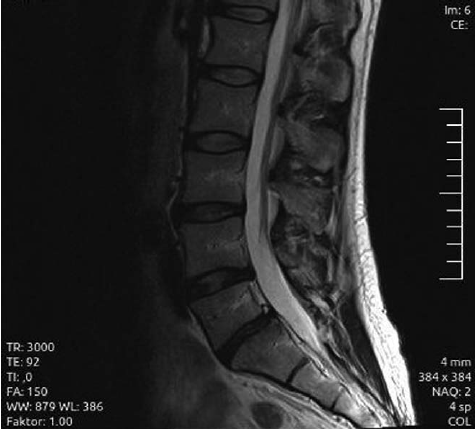 Im: 6
CE:
TR: 3000
TE: 92
TI: ,0
FA: 150
WW: 879 WL: 386
Faktor: 1.00
4 mm
384 x 384
NAQ: 2
4 sp
COL